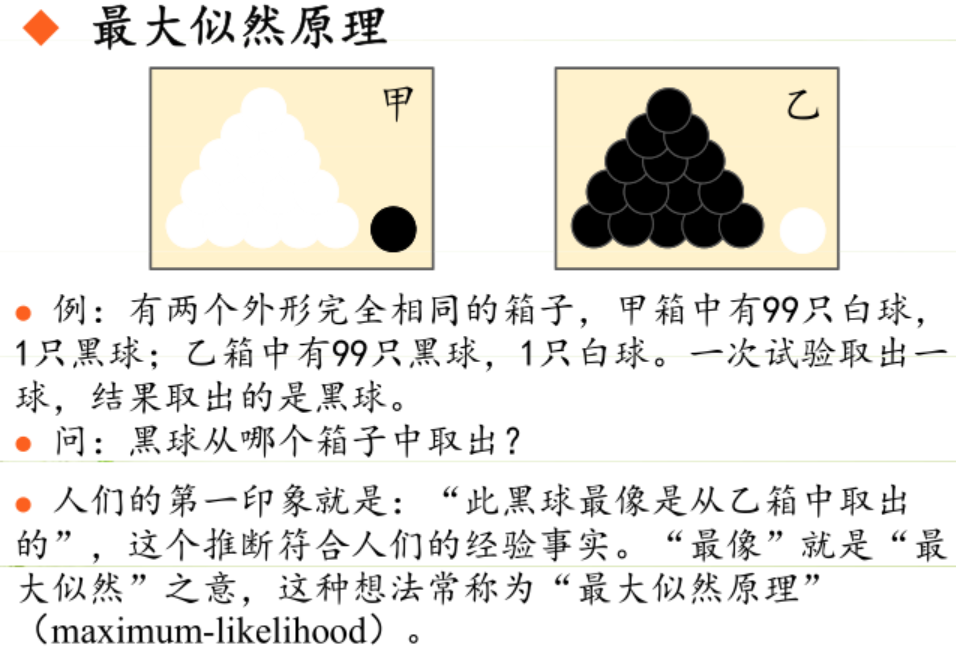 最大似然原理
甲
乙
例：有两个外形完全相同的箱子，甲箱中有99只白球，
1只黑球；乙箱中有99只黑球，1只白球。一次试验取出一
球，结果取出的是黑球。
问：黑球从哪个箱子中取出？
人们的第一印象就是：“此黑球最像是从乙箱中取出
的”，这个推断符合人们的经验事实。“最像”就是“最
大似然”之意，这种想法常称为“最大似然原理”
（maximum-likelihood）。